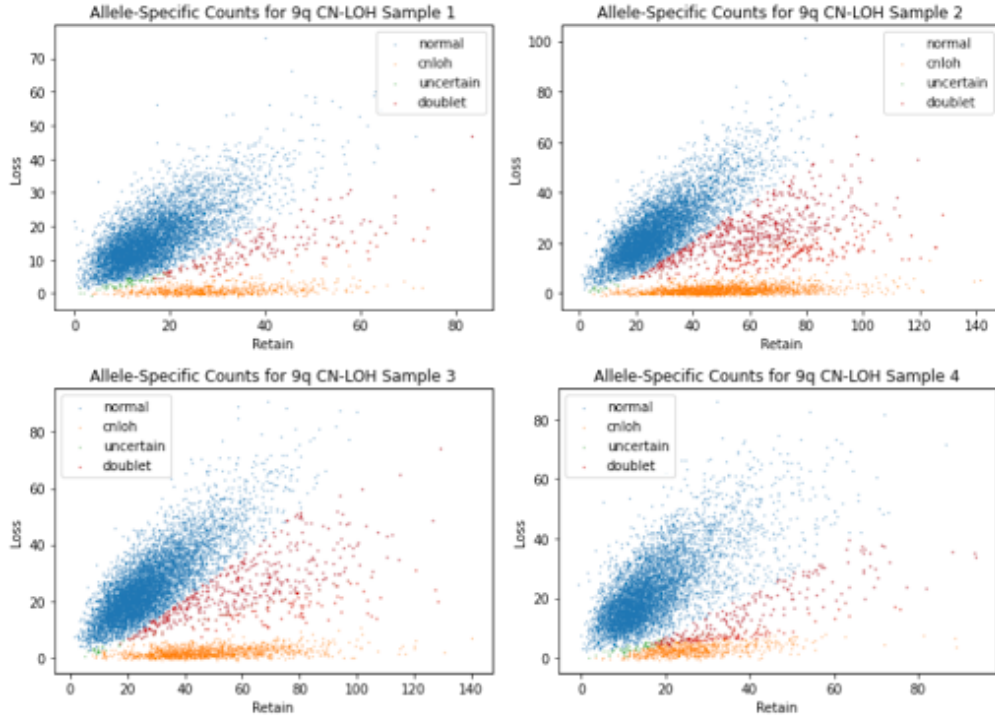 Allele-Specific Counts for 9q CN-LOH Sample 1
normal
cnloh
uncertain
doublet
70
60
50
40
30
20
10
0
Loss
0 20 40 60 80
Retain
Allele-Specific Counts for 9q CN-LOH Sample 2
normal
cnloh
uncertain
doublet
100
80
60
40
20
0
Loss
0 20 40 60 80 100 120 140
Retain
Allele-Specific Counts for 9q CN-LOH Sample 3
normal
cnloh
uncertain
doublet
80
60
40
20
0
Loss
0 20 40 60 80 100 120 140
Retain
Allele-Specific Counts for 9q CN-LOH Sample 4
normal
cnloh
uncertain
doublet
80
60
40
20
0
Loss
0 20 40 60 80
Retain